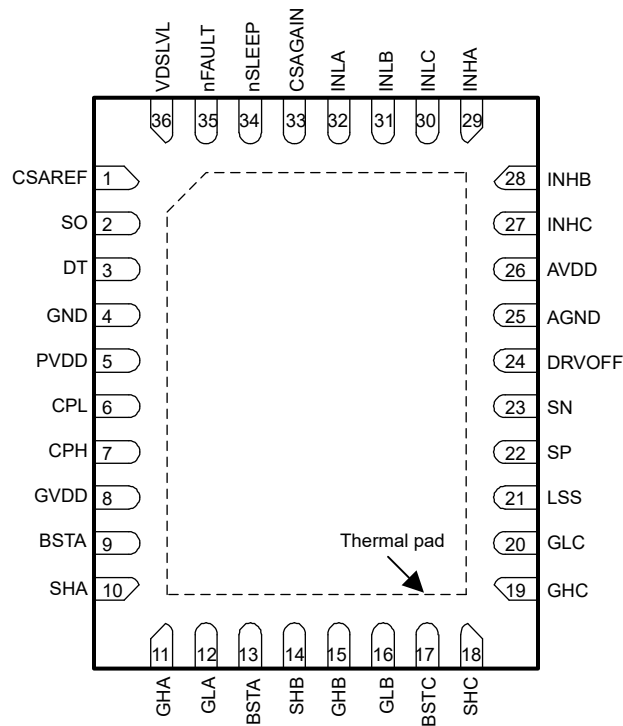 VDSLVL
nFAULT
nSLEEP
CSAGAIN
INLA
INLB
INLC
INHA
36
35
34
33
32
31
30
29
CSAREF 1
28 INHB
SO 2
27 INHC
DT 3
26 AVDD
GND 4
25 AGND
PVDD 5
24 DRVOFF
CPL 6
23 SN
CPH 7
22 SP
GVDD 8
21 LSS
BSTA 9
20 GLC
Thermal pad
SHA 10
19 GHC
11
12
13
14
15
16
17
18
GHA
GLA
BSTA
SHB
GHB
GLB
BSTC
SHC